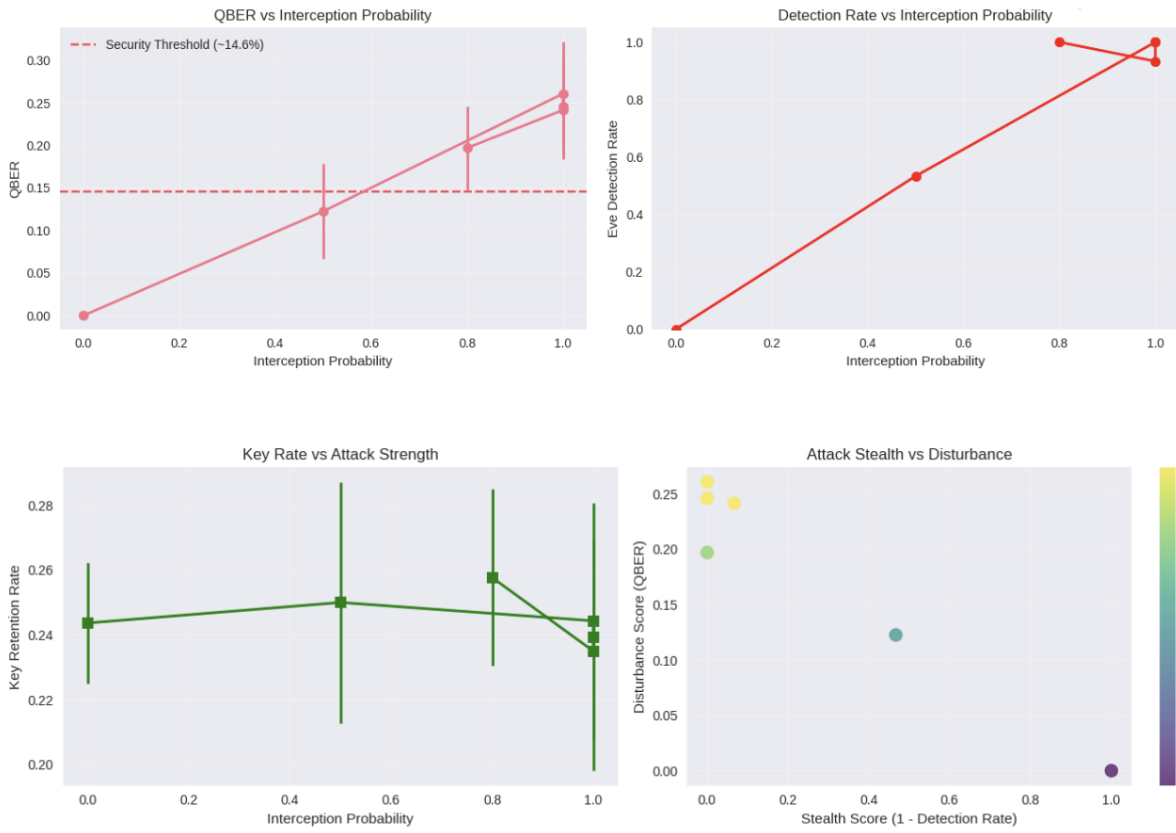 QBER vs Interception Probability
Security Threshold (~14.6%)
QBER
0.30
0.25
0.20
0.15
0.10
0.05
0.00
0.0 0.2 0.4 0.6 0.8 1.0
Interception Probability
Detection Rate vs Interception Probability
Eve Detection Rate
1.0
0.8
0.6
0.4
0.2
0.0
0.0 0.2 0.4 0.6 0.8 1.0
Interception Probability
Key Rate vs Attack Strength
Key Retention Rate
0.28
0.26
0.24
0.22
0.20
0.0 0.2 0.4 0.6 0.8 1.0
Interception Probability
Attack Stealth vs Disturbance
Disturbance Score (QBER)
0.25
0.20
0.15
0.10
0.05
0.00
0.0 0.2 0.4 0.6 0.8 1.0
Stealth Score (1 - Detection Rate)